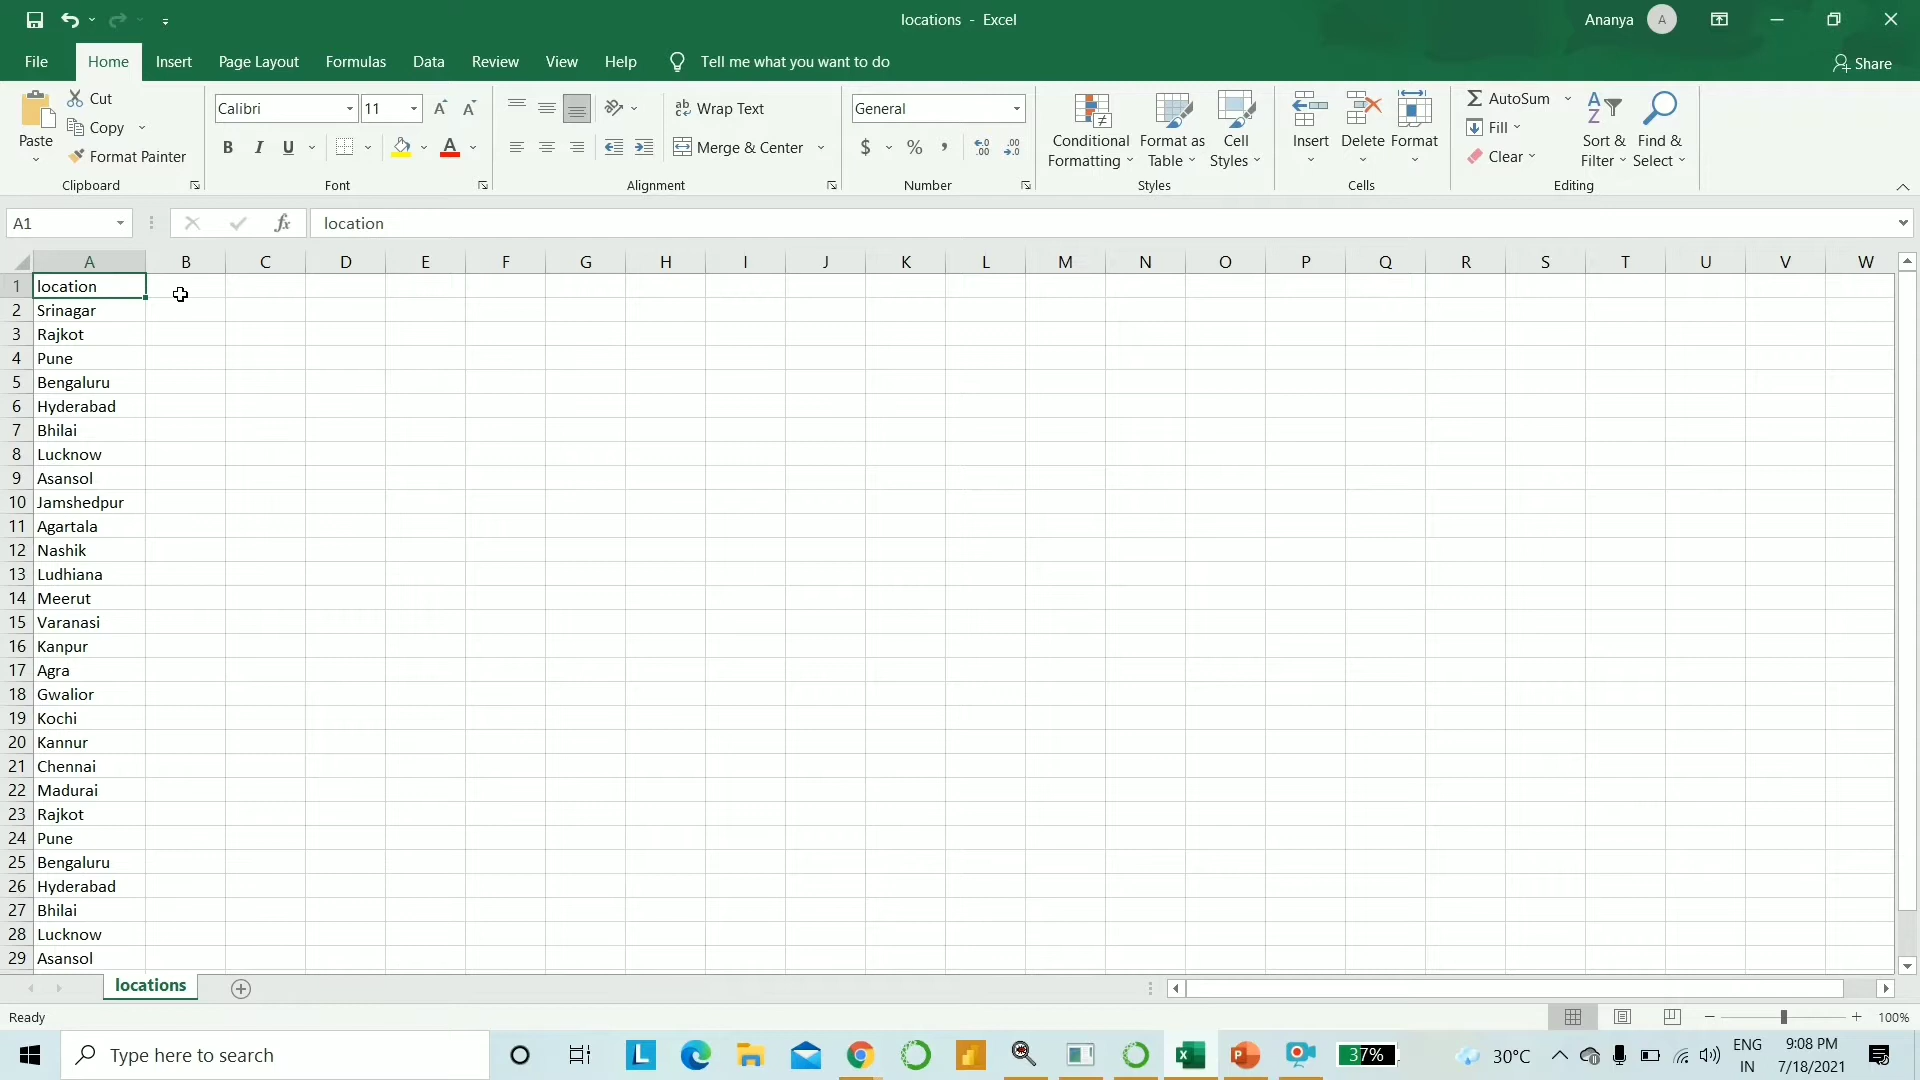 locations - Excel
Ananya A
File Home Insert Page Layout Formulas Data Review View Help Tell me what you want to do Share
Paste
Cut
Copy
Format Painter
Clipboard
Calibri 11 A A
B I U A
Font
ab Wrap Text
Merge & Center
Alignment
General
$ % ,
Number
Conditional Formatting
Format as Table
Cell Styles
Styles
Insert Delete Format
Cells
AutoSum
Fill
Clear
Sort & Filter
Find & Select
Editing
A1 fx location
A B C D E F G H I J K L M N O P Q R S T U V W
1 location
2 Srinagar
3 Rajkot
4 Pune
5 Bengaluru
6 Hyderabad
7 Bhilai
8 Lucknow
9 Asansol
10 Jamshedpur
11 Agartala
12 Nashik
13 Ludhiana
14 Meerut
15 Varanasi
16 Kanpur
17 Agra
18 Gwalior
19 Kochi
20 Kannur
21 Chennai
22 Madurai
23 Rajkot
24 Pune
25 Bengaluru
26 Hyderabad
27 Bhilai
28 Lucknow
29 Asansol
locations
Ready 100%
Type here to search
37%
30°C
ENG
IN
9:08 PM
7/18/2021